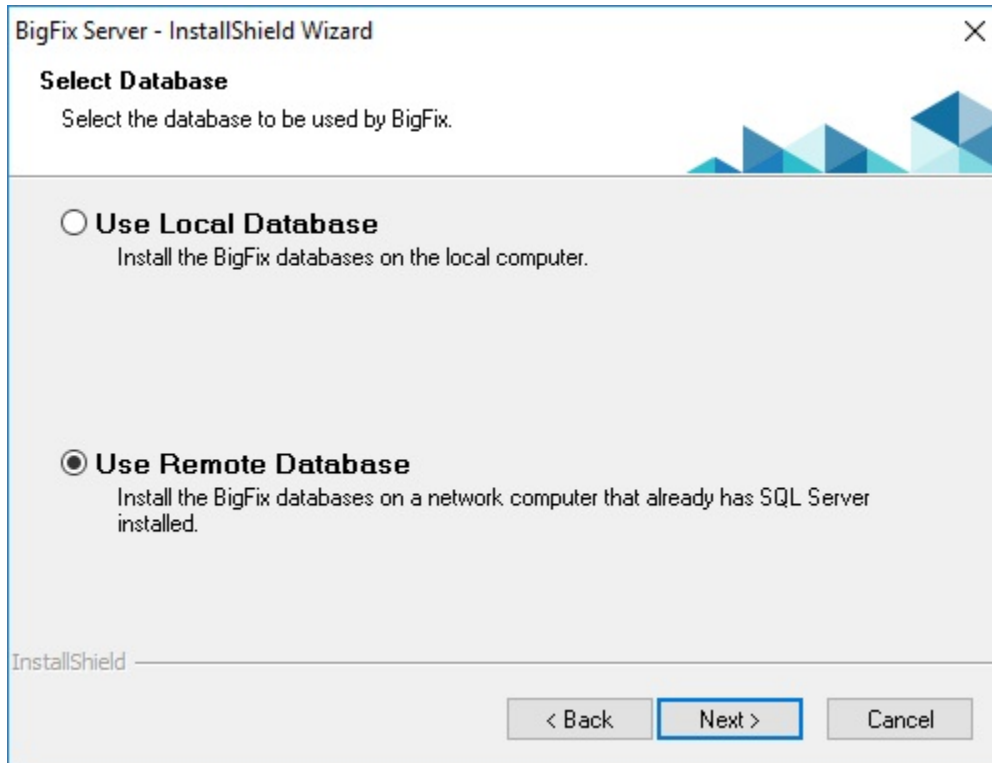 BigFix Server - InstallShield Wizard
Select Database
Select the database to be used by BigFix.
Use Local Database
Install the BigFix databases on the local computer.
Use Remote Database
Install the BigFix databases on a network computer that already has SQL Server
installed.
InstallShield
< Back
Next >
Cancel